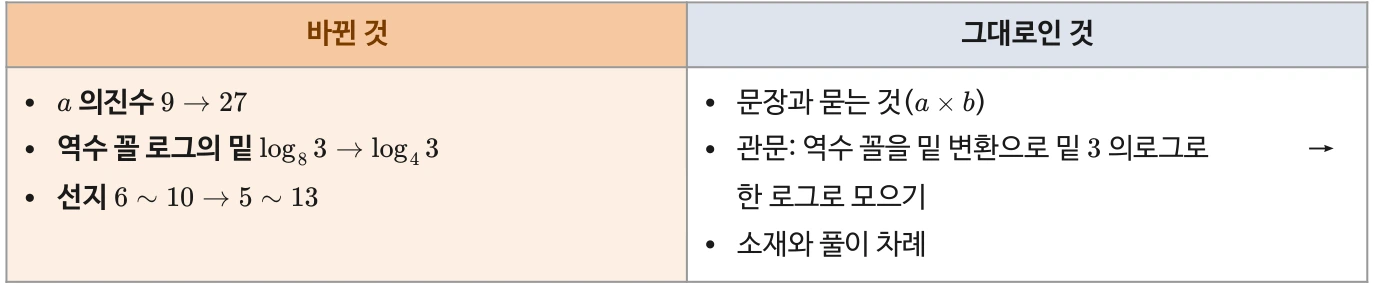 바뀐 것
그대로인 것
• a 의진수 9 → 27
• 역수 꼴 로그의 밑 log₈ 3 → log₄ 3
• 선지 6 ~ 10 → 5 ~ 13
• 문장과 묻는 것(a × b)
• 관문: 역수 꼴을 밑 변환으로 밑 3 의로그로 →
한 로그로 모으기
• 소재와 풀이 차례